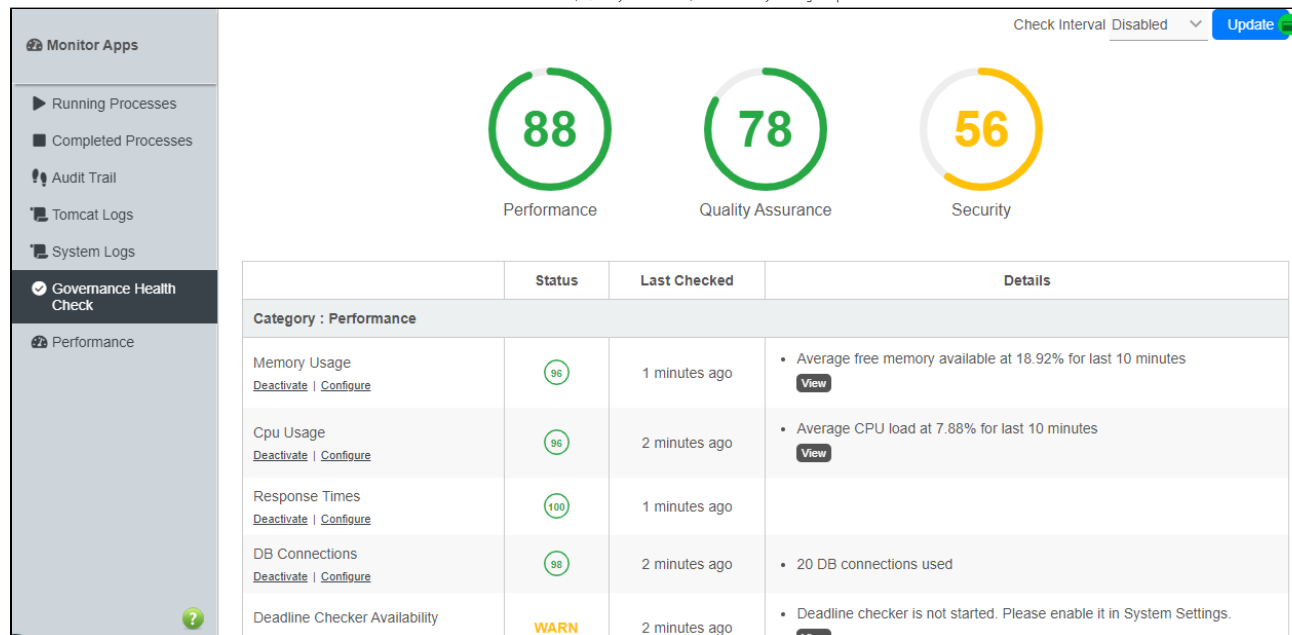 Check Interval Disabled Update
Monitor Apps
Running Processes
Completed Processes
Audit Trail
Tomcat Logs
System Logs
Governance Health
Check
Performance
88 78 56
Performance Quality Assurance Security
Status Last Checked Details
Category : Performance
Memory Usage
Deactivate | Configure
96
1 minutes ago
• Average free memory available at 18.92% for last 10 minutes
View
Cpu Usage
Deactivate | Configure
96
2 minutes ago
• Average CPU load at 7.88% for last 10 minutes
View
Response Times
Deactivate | Configure
100
1 minutes ago
DB Connections
Deactivate | Configure
98
2 minutes ago
• 20 DB connections used
Deadline Checker Availability
WARN
2 minutes ago
• Deadline checker is not started. Please enable it in System Settings.
?